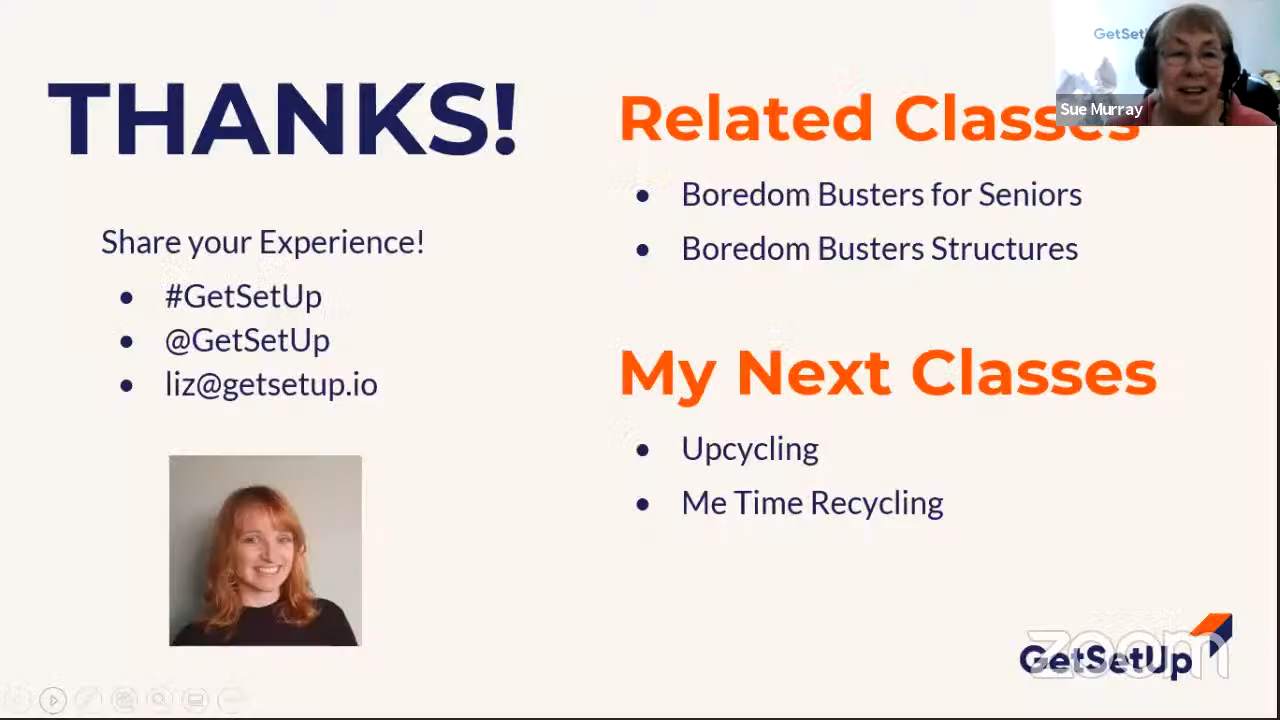 THANKS!
Share your Experience!
#GetSetUp
@GetSetUp
liz@getsetup.io
GetSetU
Sue Murray
Related Classes
Boredom Busters for Seniors
Boredom Busters Structures
My Next Classes
Upcycling
Me Time Recycling
GetSetUp
zoom